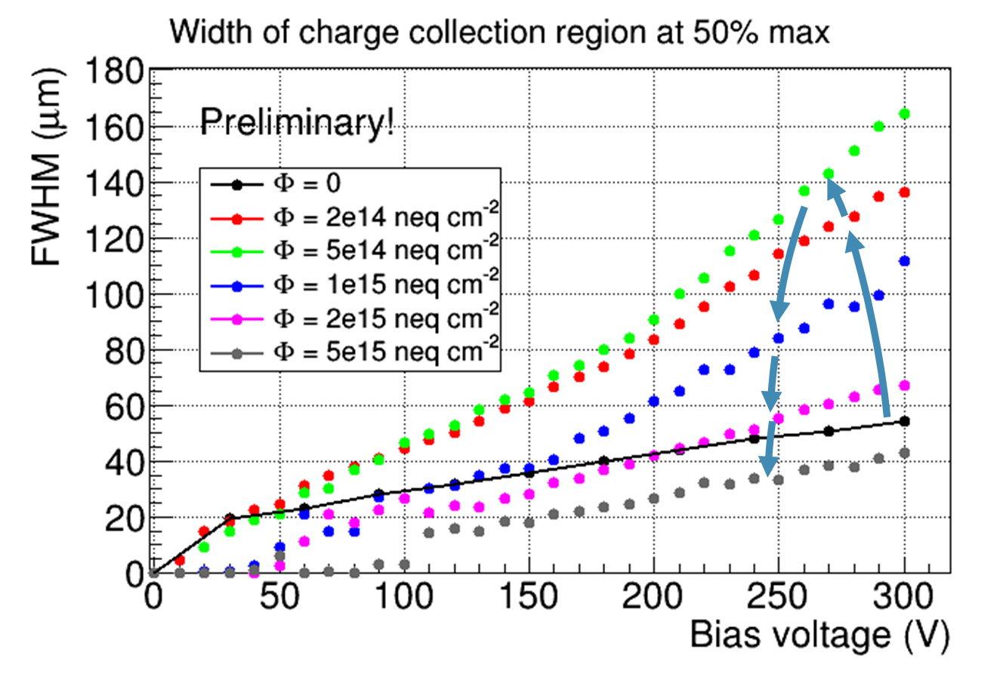 Width of charge collection region at 50% max
FWHM (μm)
180
160
140
120
100
80
60
40
20
0
Preliminary!
Φ = 0
Φ = 2e14 neq cm⁻²
Φ = 5e14 neq cm⁻²
Φ = 1e15 neq cm⁻²
Φ = 2e15 neq cm⁻²
Φ = 5e15 neq cm⁻²
0 50 100 150 200 250 300
Bias voltage (V)